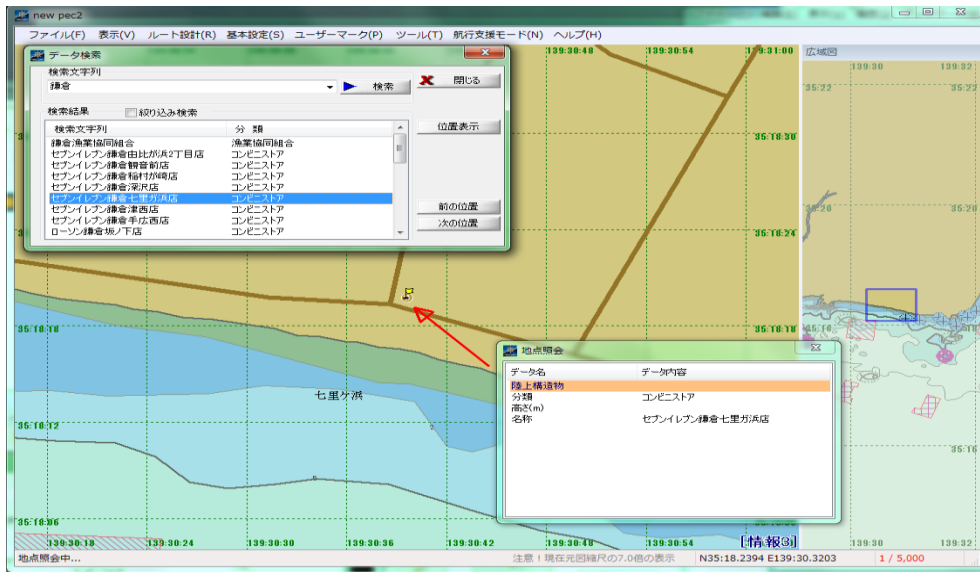 new pec2
ファイル(F) 表示(V) ルート設計(R) 基本設定(S) ユーザーマーク(P) ツール(T) 航行支援モード(N) ヘルプ(H)
データ検索
検索文字列
鎌倉
検索
閉じる
検索結果
絞り込み検索
検索文字列 分 類
鎌倉漁業協同組合 漁業協同組合
セブンイレブン鎌倉由比が浜2丁目店 コンビニストア
セブンイレブン鎌倉観音前店 コンビニストア
セブンイレブン鎌倉稲村が崎店 コンビニストア
セブンイレブン鎌倉深沢店 コンビニストア
セブンイレブン鎌倉七里ガ浜店 コンビニストア
セブンイレブン鎌倉津西店 コンビニストア
セブンイレブン鎌倉手広西店 コンビニストア
ローソン鎌倉坂ノ下店 コンビニストア
位置表示
前の位置
次の位置
139:30:48 139:30:54 139:31:00
35:18:30
35:18:24
35:18:18 35:18:18
七里ケ浜
35:18:12
35:18:06
139:30:18 139:30:24 139:30:30 139:30:36 139:30:42 139:30:48 139:30:54
[情報3]
地点照会
データ名 データ内容
陸上構造物
分類 コンビニストア
高さ(m)
名称 セブンイレブン鎌倉七里ガ浜店
広域図
139:30 139:32
35:22 35:22
35:20 35:20
35:18
35:16
139:30 139:32
地点照会中...
注意！現在元図縮尺の7.0倍の表示
N35:18.2394 E139:30.3203
1 / 5,000